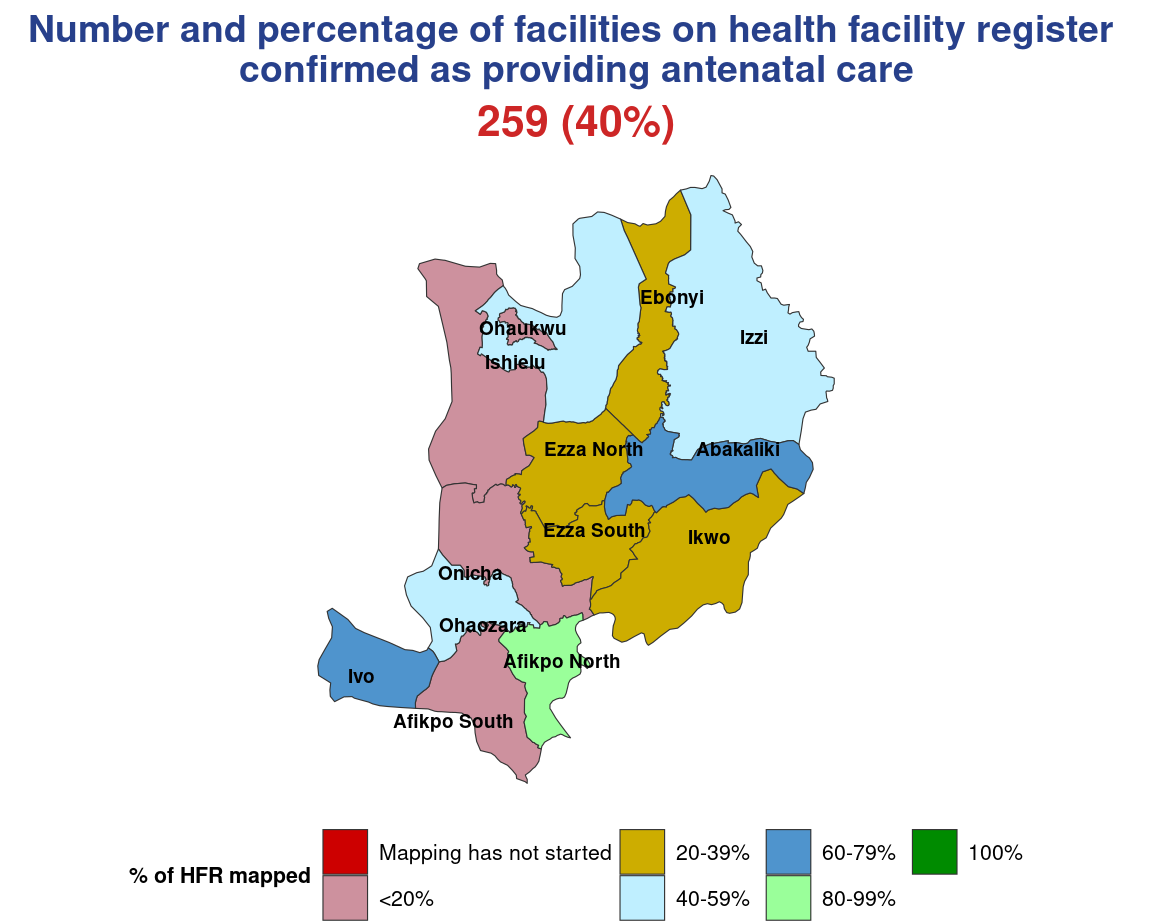 Number and percentage of facilities on health facility register
confirmed as providing antenatal care
259 (40%)
Ebonyi
Ohaukwu
Izzi
Ishielu
Ezza North
Abakaliki
Ezza South
Ikwo
Onicha
Ohaozara
Afikpo North
Ivo
Afikpo South
% of HFR mapped
Mapping has not started
<20%
20-39%
40-59%
60-79%
80-99%
100%